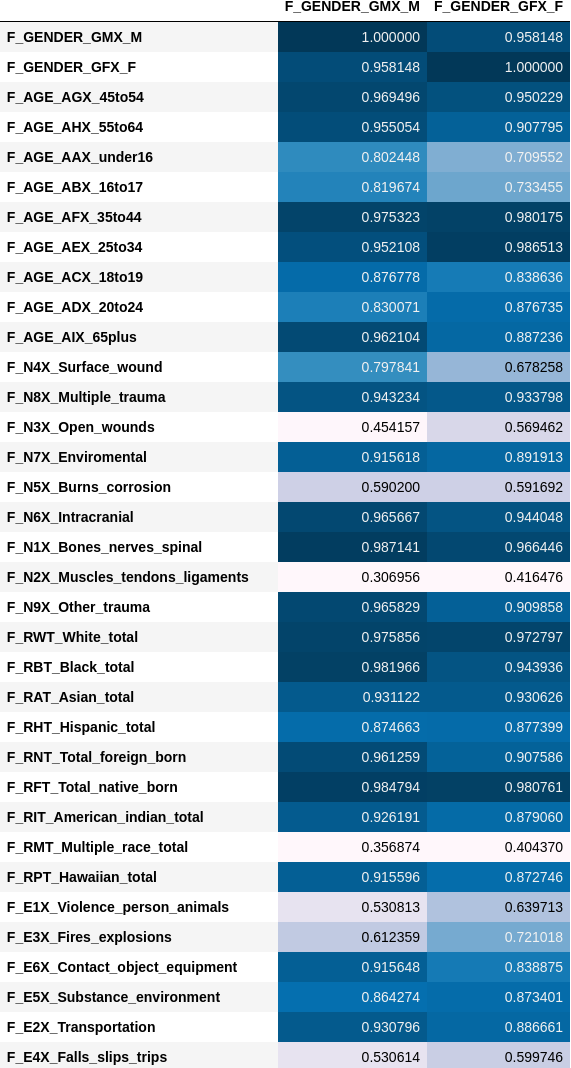 F_GENDER_GMX_M F_GENDER_GFX_F
F_GENDER_GMX_M 1.000000 0.958148
F_GENDER_GFX_F 0.958148 1.000000
F_AGE_AGX_45to54 0.969496 0.950229
F_AGE_AHX_55to64 0.955054 0.907795
F_AGE_AAX_under16 0.802448 0.709552
F_AGE_ABX_16to17 0.819674 0.733455
F_AGE_AFX_35to44 0.975323 0.980175
F_AGE_AEX_25to34 0.952108 0.986513
F_AGE_ACX_18to19 0.876778 0.838636
F_AGE_ADX_20to24 0.830071 0.876735
F_AGE_AIX_65plus 0.962104 0.887236
F_N4X_Surface_wound 0.797841 0.678258
F_N8X_Multiple_trauma 0.943234 0.933798
F_N3X_Open_wounds 0.454157 0.569462
F_N7X_Enviromental 0.915618 0.891913
F_N5X_Burns_corrosion 0.590200 0.591692
F_N6X_Intracranial 0.965667 0.944048
F_N1X_Bones_nerves_spinal 0.987141 0.966446
F_N2X_Muscles_tendons_ligaments 0.306956 0.416476
F_N9X_Other_trauma 0.965829 0.909858
F_RWT_White_total 0.975856 0.972797
F_RBT_Black_total 0.981966 0.943936
F_RAT_Asian_total 0.931122 0.930626
F_RHT_Hispanic_total 0.874663 0.877399
F_RNT_Total_foreign_born 0.961259 0.907586
F_RFT_Total_native_born 0.984794 0.980761
F_RIT_American_indian_total 0.926191 0.879060
F_RMT_Multiple_race_total 0.356874 0.404370
F_RPT_Hawaiian_total 0.915596 0.872746
F_E1X_Violence_person_animals 0.530813 0.639713
F_E3X_Fires_explosions 0.612359 0.721018
F_E6X_Contact_object_equipment 0.915648 0.838875
F_E5X_Substance_environment 0.864274 0.873401
F_E2X_Transportation 0.930796 0.886661
F_E4X_Falls_slips_trips 0.530614 0.599746